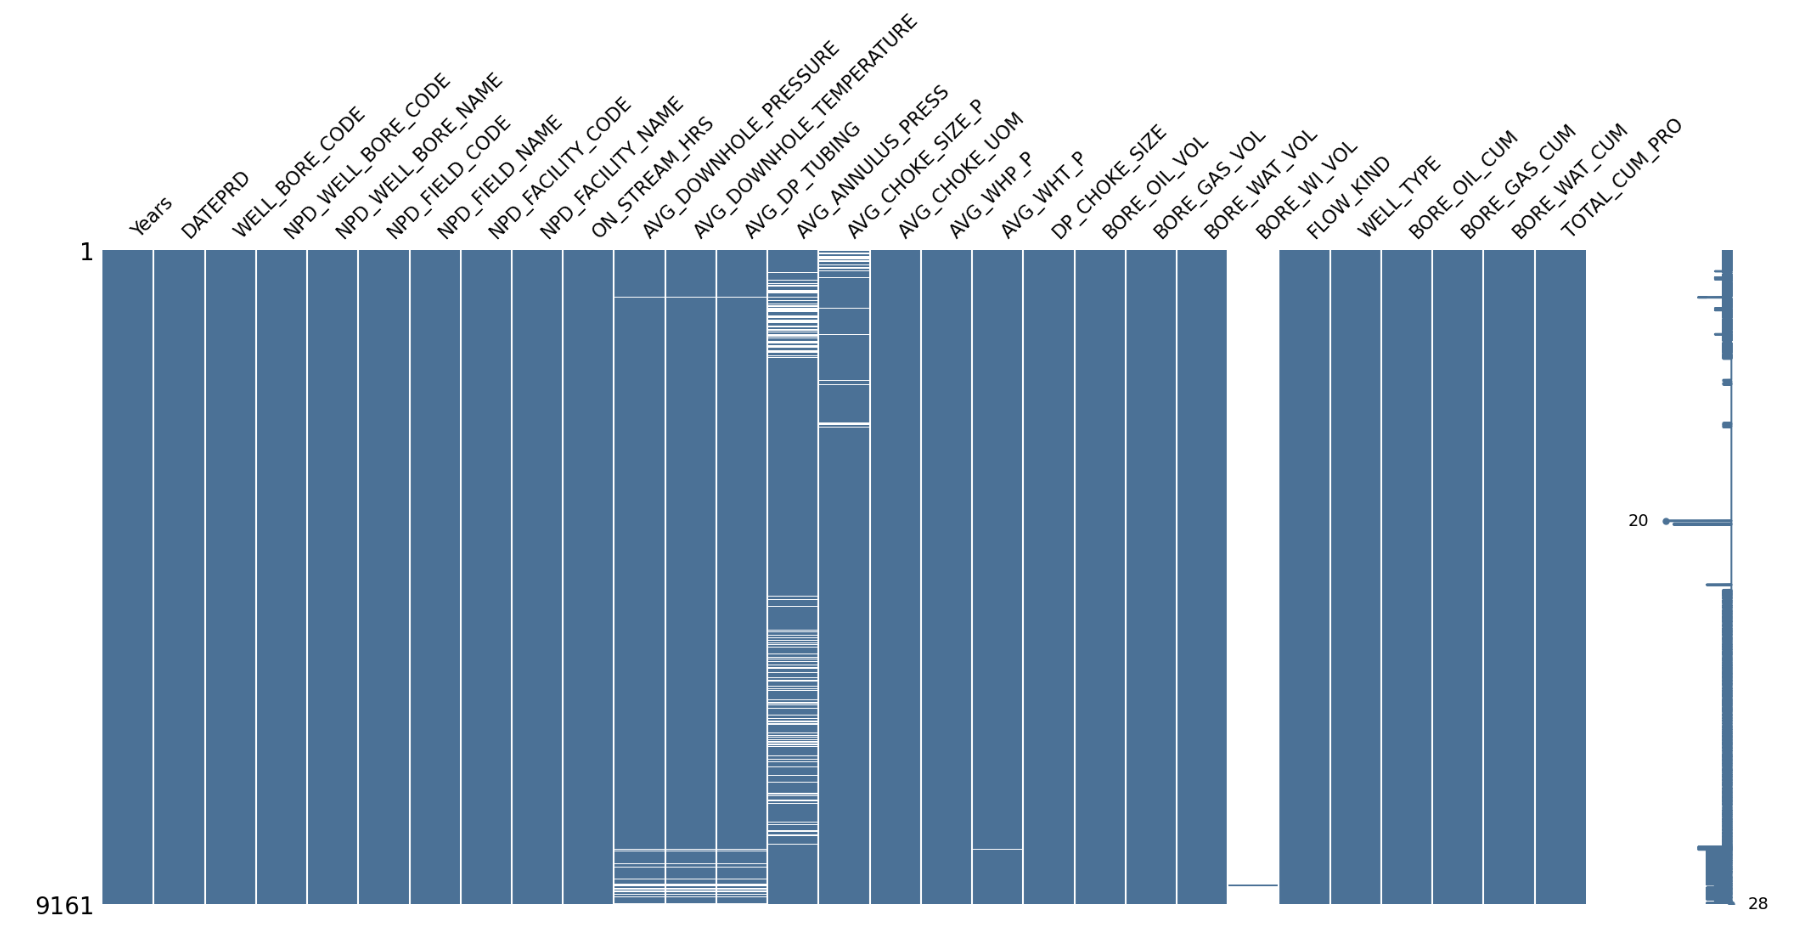 Years
DATEPRD
WELL_BORE_CODE
NPD_WELL_BORE_CODE
NPD_WELL_BORE_NAME
NPD_FIELD_CODE
NPD_FIELD_NAME
NPD_FACILITY_CODE
NPD_FACILITY_NAME
ON_STREAM_HRS
AVG_DOWNHOLE_PRESSURE
AVG_DOWNHOLE_TEMPERATURE
AVG_DP_TUBING
AVG_ANNULUS_PRESS
AVG_CHOKE_SIZE_P
AVG_CHOKE_UOM
AVG_WHP_P
AVG_WHT_P
DP_CHOKE_SIZE
BORE_OIL_VOL
BORE_GAS_VOL
BORE_WAT_VOL
BORE_WI_VOL
FLOW_KIND
WELL_TYPE
BORE_OIL_CUM
BORE_GAS_CUM
BORE_WAT_CUM
TOTAL_CUM_PRO
1
20
9161
28